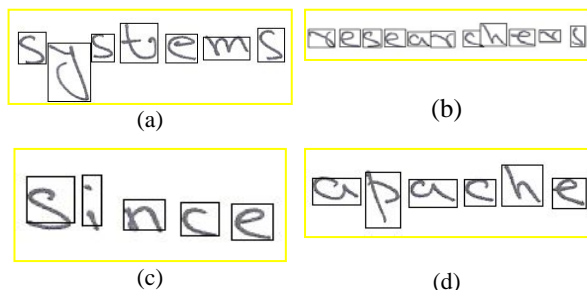 systems
researchers
(a)
(b)
since
apache
(c)
(d)